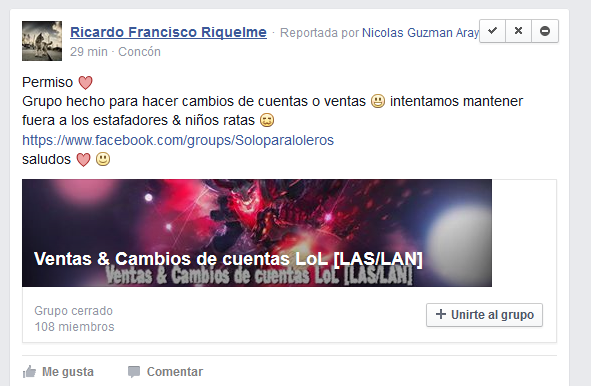 Ricardo Francisco Riquelme · Reportada por Nicolas Guzman Aray
29 min · Concón
Permiso
Grupo hecho para hacer cambios de cuentas o ventas intentamos mantener
fuera a los estafadores & niños ratas
https://www.facebook.com/groups/Soloparaloleros
saludos
Ventas & Cambios de cuentas LoL [LAS/LAN]
Ventas & Cambios de cuentas LoL [LAS/LAN]
Grupo cerrado
108 miembros
+ Unirte al grupo
Me gusta Comentar